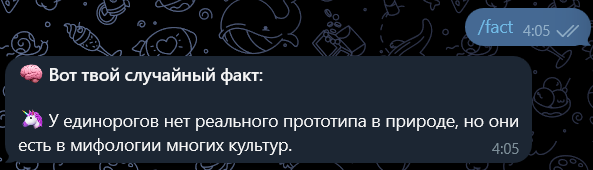 /fact 4:05
🧠 Вот твой случайный факт:
🦄 У единорогов нет реального прототипа в природе, но они
есть в мифологии многих культур.
4:05